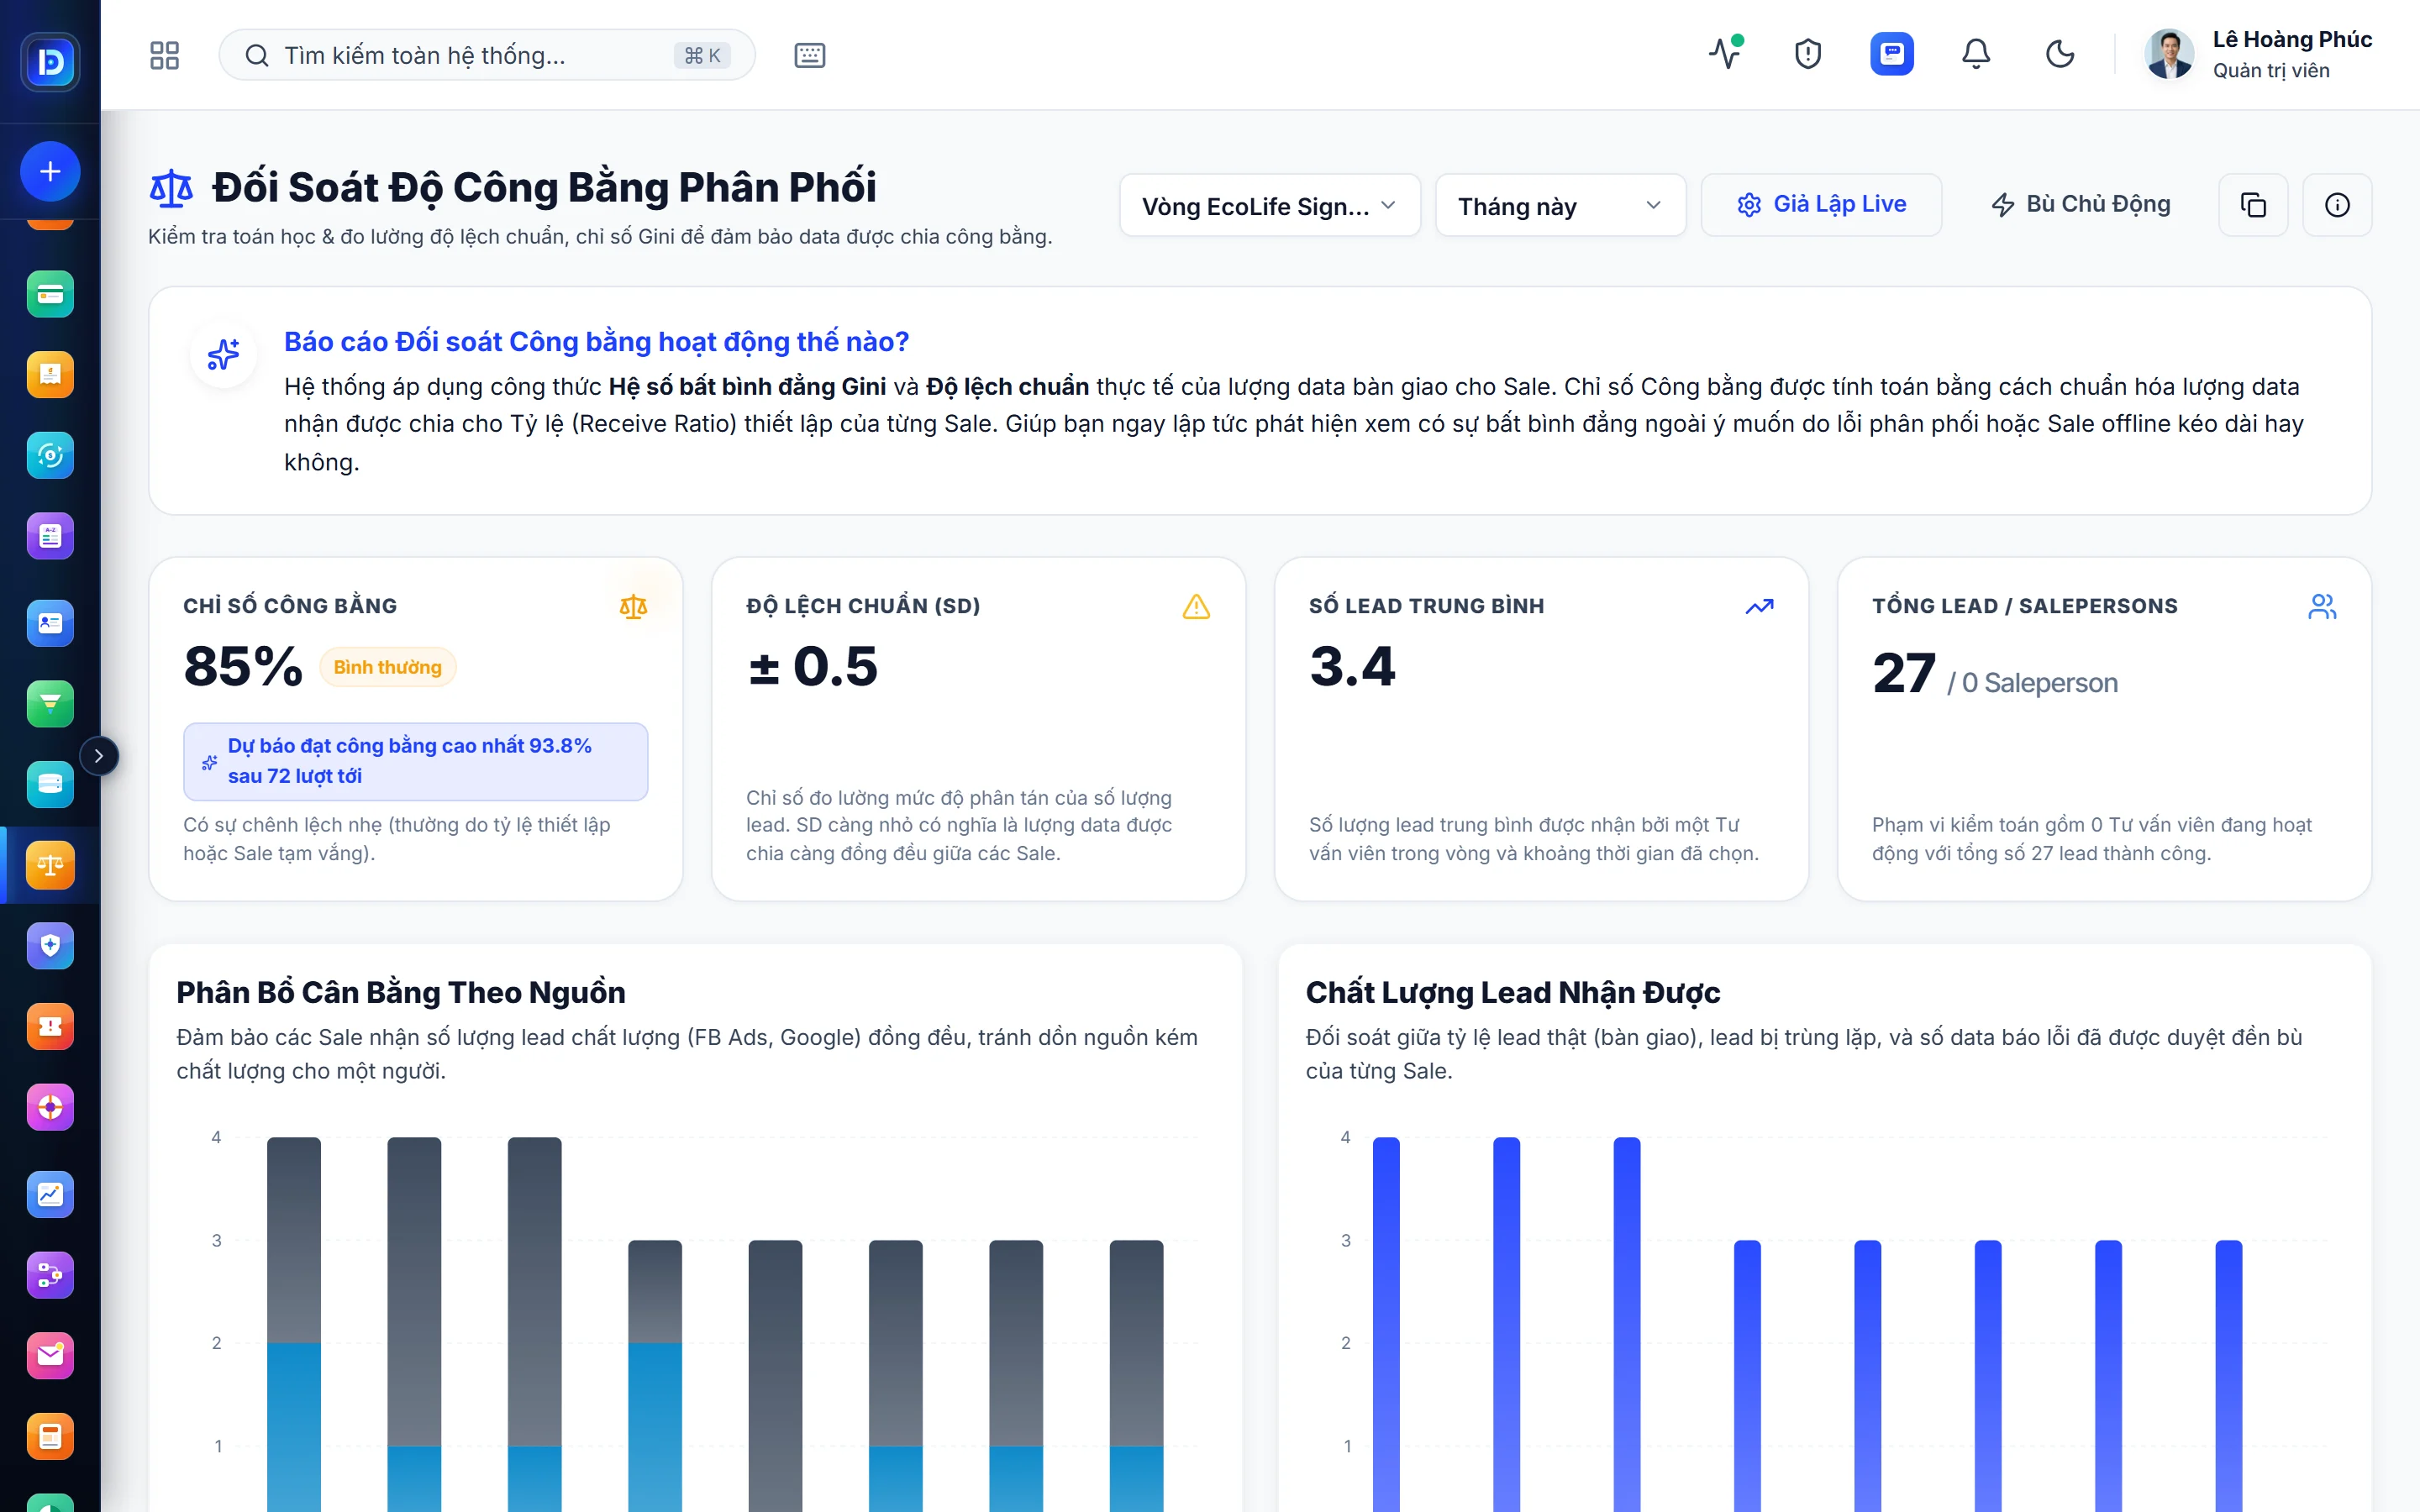 Tìm kiếm toàn hệ thống...
⌘ K
Lê Hoàng Phúc
Quản trị viên
Đối Soát Độ Công Bằng Phân Phối
Kiểm tra toán học & đo lường độ lệch chuẩn, chỉ số Gini để đảm bảo data được chia công bằng.
Vòng EcoLife Sign...
Tháng này
Giả Lập Live
Bù Chủ Động
Báo cáo Đối soát Công bằng hoạt động thế nào?
Hệ thống áp dụng công thức Hệ số bất bình đẳng Gini và Độ lệch chuẩn thực tế của lượng data bàn giao cho Sale. Chỉ số Công bằng được tính toán bằng cách chuẩn hóa lượng data
nhận được chia cho Tỷ lệ (Receive Ratio) thiết lập của từng Sale. Giúp bạn ngay lập tức phát hiện xem có sự bất bình đẳng ngoài ý muốn do lỗi phân phối hoặc Sale offline kéo dài hay
không.
CHỈ SỐ CÔNG BẰNG
85%
Bình thường
Dự báo đạt công bằng cao nhất 93.8%
sau 72 lượt tới
Có sự chênh lệch nhẹ (thường do tỷ lệ thiết lập
hoặc Sale tạm vắng).
ĐỘ LỆCH CHUẨN (SD)
± 0.5
Chỉ số đo lường mức độ phân tán của số lượng
lead. SD càng nhỏ có nghĩa là lượng data được
chia càng đồng đều giữa các Sale.
SỐ LEAD TRUNG BÌNH
3.4
Số lượng lead trung bình được nhận bởi một Tư
vấn viên trong vòng và khoảng thời gian đã chọn.
TỔNG LEAD / SALEPERSONS
27 / 0 Saleperson
Phạm vi kiểm toán gồm 0 Tư vấn viên đang hoạt
động với tổng số 27 lead thành công.
Phân Bổ Cân Bằng Theo Nguồn
Đảm bảo các Sale nhận số lượng lead chất lượng (FB Ads, Google) đồng đều, tránh dồn nguồn kém
chất lượng cho một người.
4
3
2
1
Chất Lượng Lead Nhận Được
Đối soát giữa tỷ lệ lead thật (bàn giao), lead bị trùng lặp, và số data báo lỗi đã được duyệt đền bù
của từng Sale.
4
3
2
1